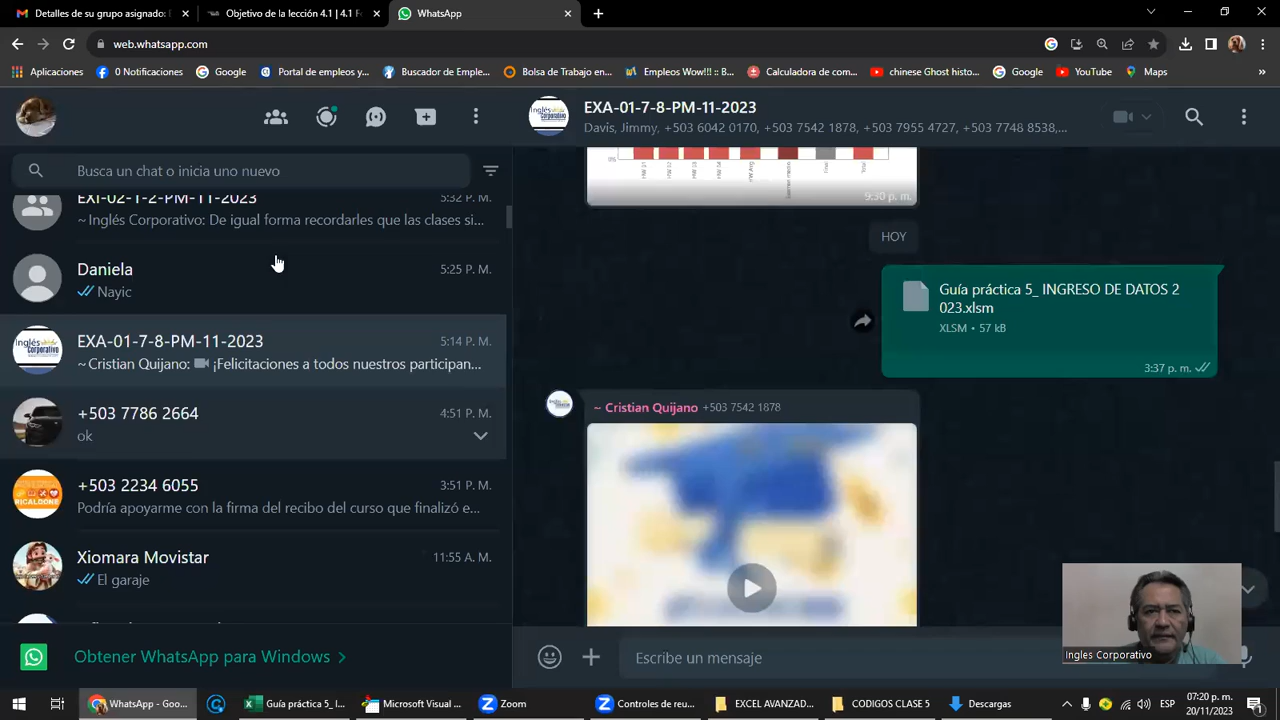 Detalles de su grupo asignado:
Objetivo de la lección 4.1 | 4.1 F
WhatsApp
web.whatsapp.com
Aplicaciones
0 Notificaciones
Google
Portal de empleos y...
Buscador de Emple...
Bolsa de Trabajo en...
Empleos Wow!!! :: B...
Calculadora de com...
chinese Ghost histo...
Google
YouTube
Maps
Busca un chat o inicia uno nuevo
EXI-02-1-2-PM-11-2023
5:32 P. M.
~ Inglés Corporativo: De igual forma recordarles que las clases si...
Daniela
5:25 P. M.
Nayic
EXA-01-7-8-PM-11-2023
5:14 P. M.
~ Cristian Quijano: ¡Felicitaciones a todos nuestros participan...
+503 7786 2664
4:51 P. M.
ok
+503 2234 6055
3:51 P. M.
Podría apoyarme con la firma del recibo del curso que finalizó e...
Xiomara Movistar
11:55 A. M.
El garaje
Obtener WhatsApp para Windows
EXA-01-7-8-PM-11-2023
Davis, Jimmy, +503 6042 0170, +503 7542 1878, +503 7955 4727, +503 7748 8538,...
0%
9:30 p. m.
HOY
Guía práctica 5_ INGRESO DE DATOS 2
023.xlsm
XLSM • 57 kB
3:37 p. m.
~ Cristian Quijano +503 7542 1878
Escribe un mensaje
Ingles Corporativo
WhatsApp - Goo...
Guía práctica 5_ I...
Microsoft Visual ...
Zoom
Controles de reu...
EXCEL AVANZAD...
CODIGOS CLASE 5
Descargas
ESP
07:20 p. m.
20/11/2023